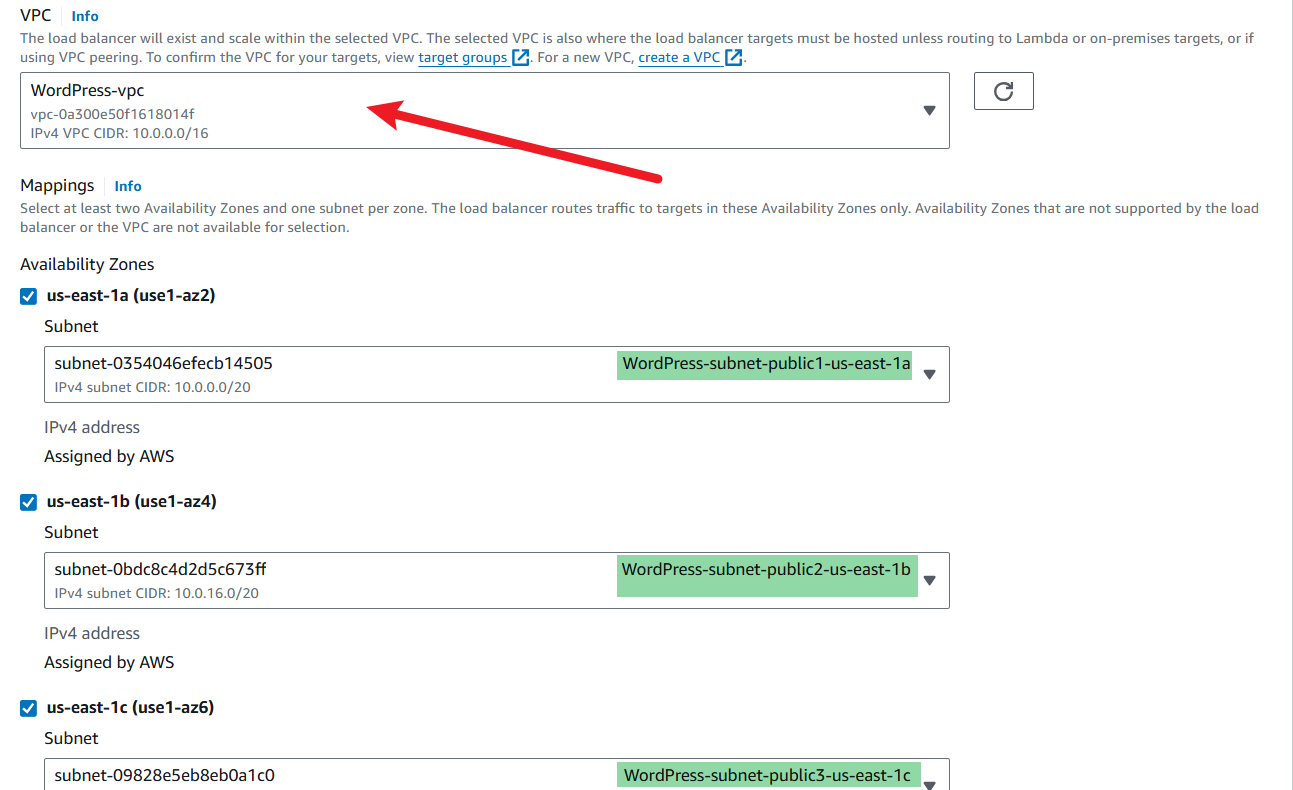 VPC Info
The load balancer will exist and scale within the selected VPC. The selected VPC is also where the load balancer targets must be hosted unless routing to Lambda or on-premises targets, or if
using VPC peering. To confirm the VPC for your targets, view target groups. For a new VPC, create a VPC.
WordPress-vpc
vpc-0a300e50f1618014f
IPv4 VPC CIDR: 10.0.0.0/16
Mappings Info
Select at least two Availability Zones and one subnet per zone. The load balancer routes traffic to targets in these Availability Zones only. Availability Zones that are not supported by the load
balancer or the VPC are not available for selection.
Availability Zones
us-east-1a (use1-az2)
Subnet
subnet-0354046efecb14505 WordPress-subnet-public1-us-east-1a
IPv4 subnet CIDR: 10.0.0.0/20
IPv4 address
Assigned by AWS
us-east-1b (use1-az4)
Subnet
subnet-0bdc8c4d2d5c673ff WordPress-subnet-public2-us-east-1b
IPv4 subnet CIDR: 10.0.16.0/20
IPv4 address
Assigned by AWS
us-east-1c (use1-az6)
Subnet
subnet-09828e5eb8eb0a1c0 WordPress-subnet-public3-us-east-1c